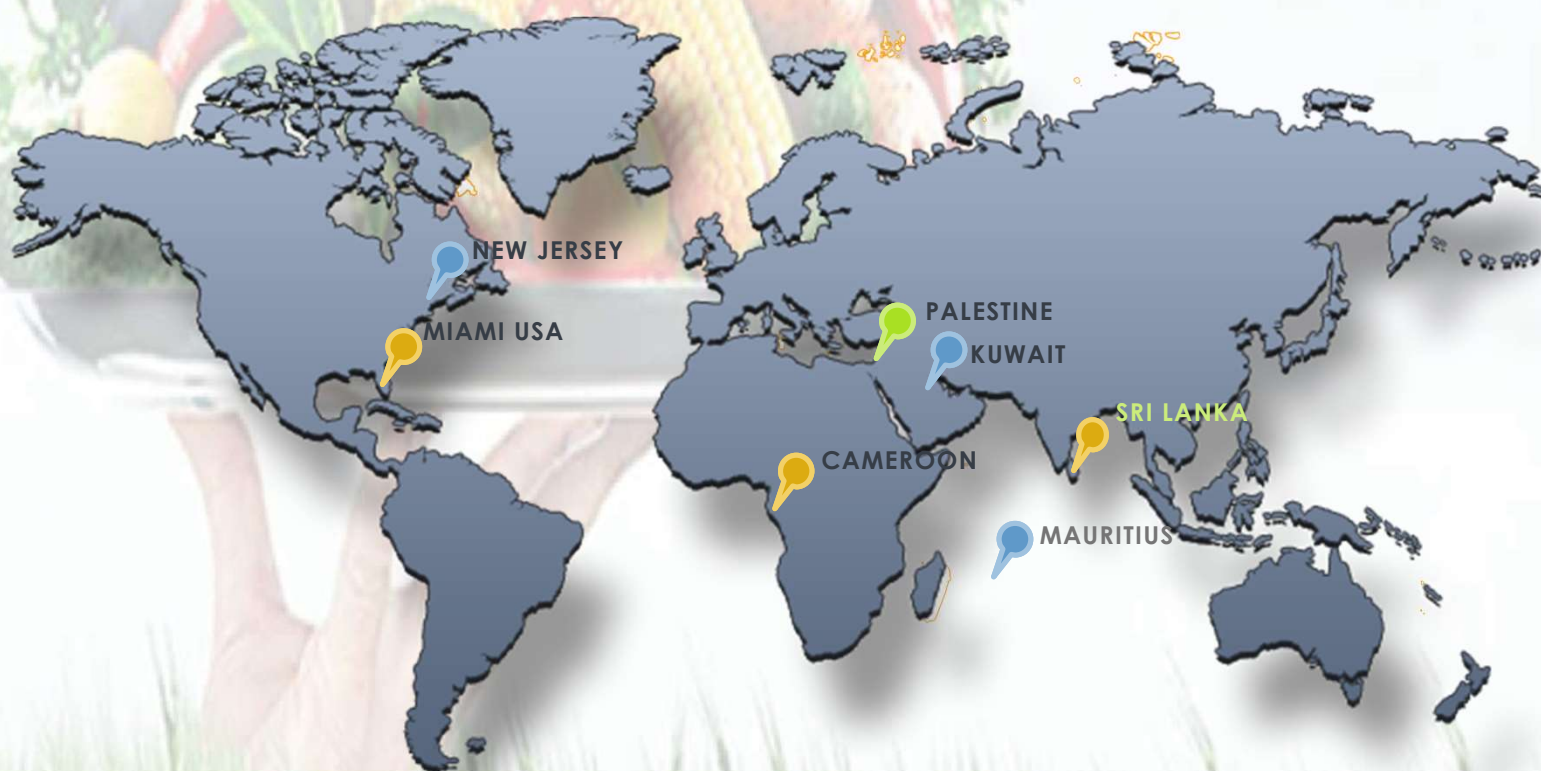 NEW JERSEY
PALESTINE
MIAMI USA
KUWAIT
SRI LANKA
CAMEROON
MAURITIUS